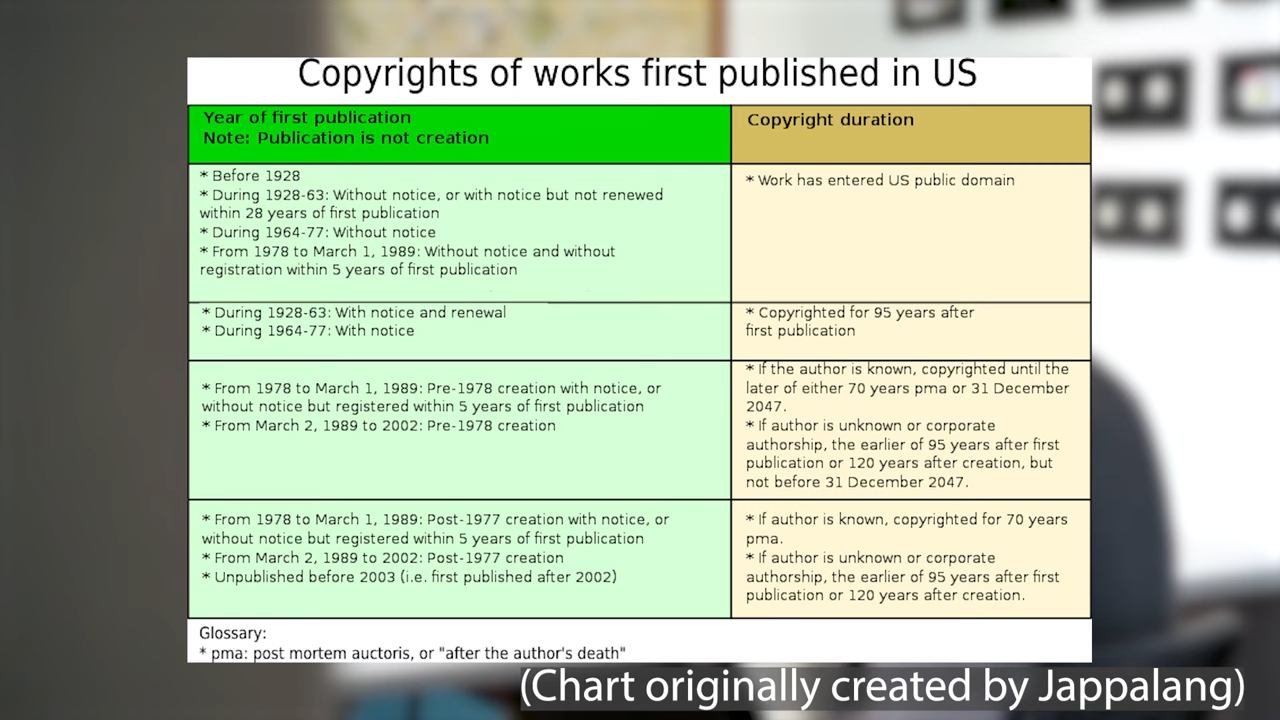 Copyrights of works first published in US
Year of first publication
Note: Publication is not creation
Copyright duration
* Before 1928
* During 1928-63: Without notice, or with notice but not renewed
within 28 years of first publication
* During 1964-77: Without notice
* From 1978 to March 1, 1989: Without notice and without
registration within 5 years of first publication
* Work has entered US public domain
* During 1928-63: With notice and renewal
* During 1964-77: With notice
* Copyrighted for 95 years after
first publication
* From 1978 to March 1, 1989: Pre-1978 creation with notice, or
without notice but registered within 5 years of first publication
* From March 2, 1989 to 2002: Pre-1978 creation
* If the author is known, copyrighted until the
later of either 70 years pma or 31 December
2047.
* If author is unknown or corporate
authorship, the earlier of 95 years after first
publication or 120 years after creation, but
not before 31 December 2047.
* From 1978 to March 1, 1989: Post-1977 creation with notice, or
without notice but registered within 5 years of first publication
* From March 2, 1989 to 2002: Post-1977 creation
* Unpublished before 2003 (i.e. first published after 2002)
* If author is known, copyrighted for 70 years
pma.
* If author is unknown or corporate
authorship, the earlier of 95 years after first
publication or 120 years after creation.
Glossary:
* pma: post mortem auctoris, or "after the author's death"
(Chart originally created by Jappalang)